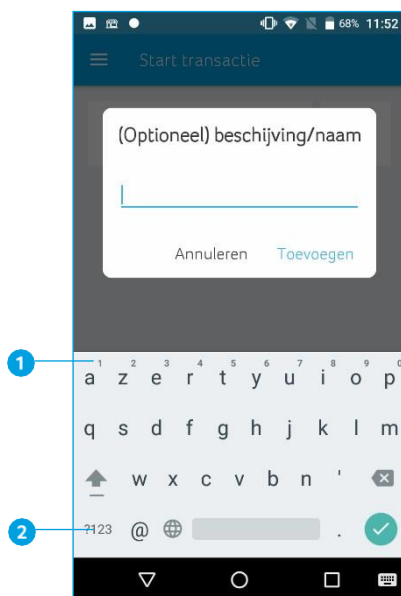 68% 11:52
Start transactie
(Optioneel) beschijving/naam
Annuleren Toevoegen
1
1 2 3 4 5 6 7 8 9 0
a z e r t y u i o p
q s d f g h j k l m
w x c v b n '
2
?123 @ .